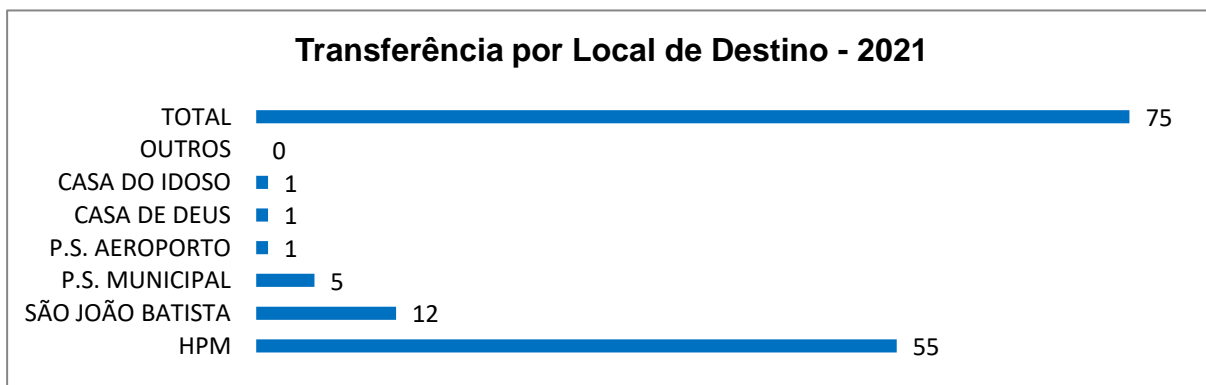 Transferência por Local de Destino - 2021
TOTAL 75
OUTROS 0
CASA DO IDOSO 1
CASA DE DEUS 1
P.S. AEROPORTO 1
P.S. MUNICIPAL 5
SÃO JOÃO BATISTA 12
HPM 55